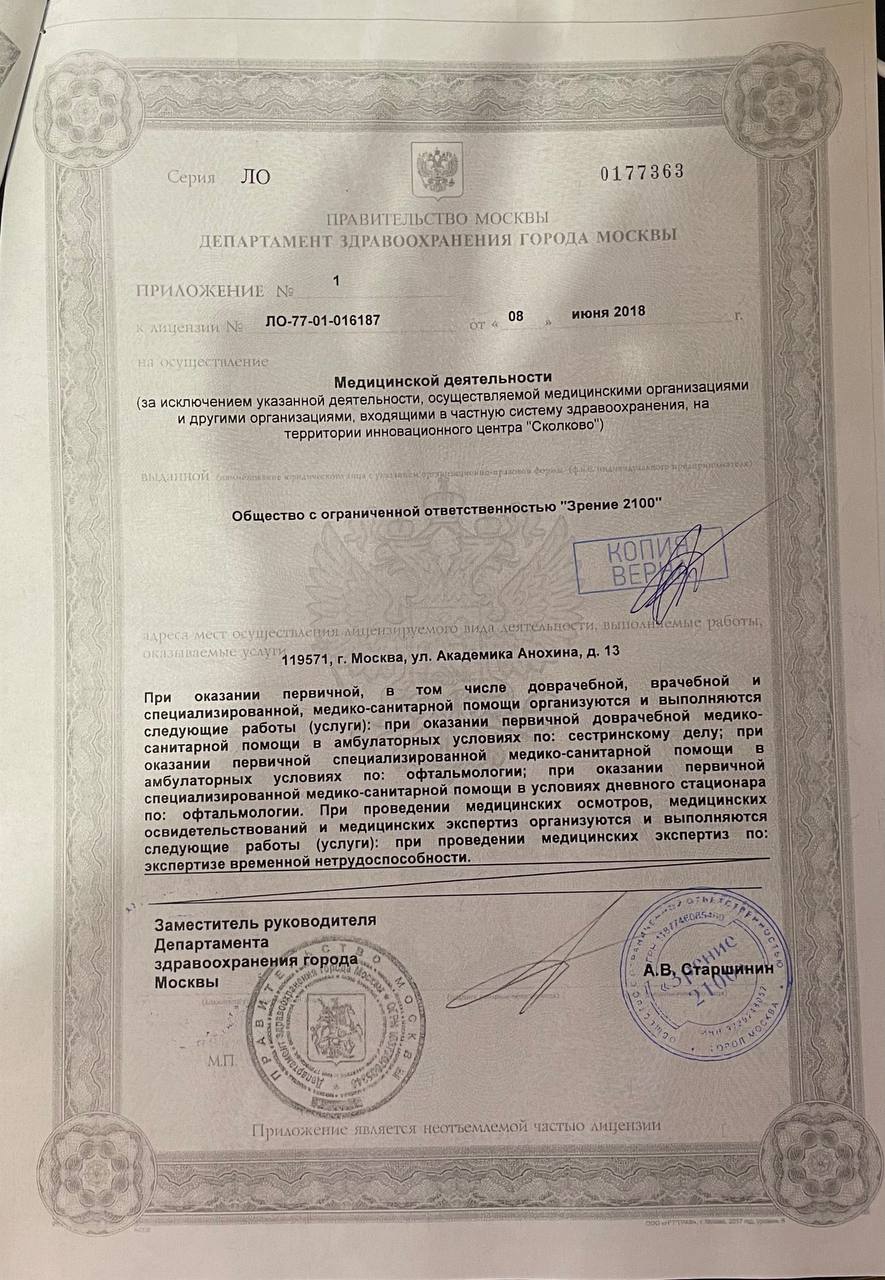 Серия ЛО
0177363
ПРАВИТЕЛЬСТВО МОСКВЫ
ДЕПАРТАМЕНТ ЗДРАВООХРАНЕНИЯ ГОРОДА МОСКВЫ
ПРИЛОЖЕНИЕ № 1
к лицензии № ЛО-77-01-016187 от « 08 » июня 2018 г.
на осуществление
Медицинской деятельности
(за исключением указанной деятельности, осуществляемой медицинскими организациями
и другими организациями, входящими в частную систему здравоохранения, на
территории инновационного центра "Сколково")
выданной (наименование юридического лица с указанием организационно-правовой формы (ф.и.о. индивидуального предпринимателя)
Общество с ограниченной ответственностью "Зрение 2100"
КОПИЯ
ВЕРНА
адреса мест осуществления лицензируемого вида деятельности, выполняемые работы,
оказываемые услуги
119571, г. Москва, ул. Академика Анохина, д. 13
При оказании первичной, в том числе доврачебной, врачебной и
специализированной, медико-санитарной помощи организуются и выполняются
следующие работы (услуги): при оказании первичной доврачебной медико-
санитарной помощи в амбулаторных условиях по: сестринскому делу; при
оказании первичной специализированной медико-санитарной помощи в
амбулаторных условиях по: офтальмологии; при оказании первичной
специализированной медико-санитарной помощи в условиях дневного стационара
по: офтальмологии. При проведении медицинских осмотров, медицинских
освидетельствований и медицинских экспертиз организуются и выполняются
следующие работы (услуги): при проведении медицинских экспертиз по:
экспертизе временной нетрудоспособности.
Заместитель руководителя
Департамента
здравоохранения города
Москвы
А.В. Старшинин
ПРАВИТЕЛЬСТВО МОСКВЫ
Департамент здравоохранения города Москвы
«Зрение
2100»
ГОРОД МОСКВА
М.П.
Приложение является неотъемлемой частью лицензии